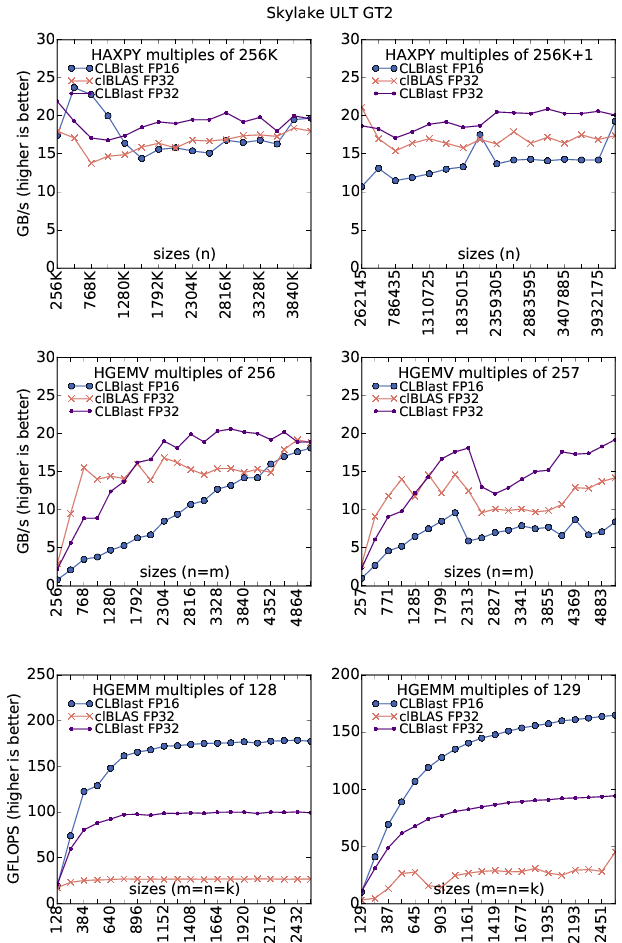 Skylake ULT GT2
HAXPY multiples of 256K
CLBlast FP16
clBLAS FP32
CLBlast FP32
GB/s (higher is better)
30
25
20
15
10
5
0
sizes (n)
256K
768K
1280K
1792K
2304K
2816K
3328K
3840K
HAXPY multiples of 256K+1
CLBlast FP16
clBLAS FP32
CLBlast FP32
30
25
20
15
10
5
0
sizes (n)
262145
786435
1310725
1835015
2359305
2883595
3407885
3932175
HGEMV multiples of 256
CLBlast FP16
clBLAS FP32
CLBlast FP32
GB/s (higher is better)
30
25
20
15
10
5
0
sizes (n=m)
256
768
1280
1792
2304
2816
3328
3840
4352
4864
HGEMV multiples of 257
CLBlast FP16
clBLAS FP32
CLBlast FP32
30
25
20
15
10
5
0
sizes (n=m)
257
771
1285
1799
2313
2827
3341
3855
4369
4883
HGEMM multiples of 128
CLBlast FP16
clBLAS FP32
CLBlast FP32
GFLOPS (higher is better)
250
200
150
100
50
0
sizes (m=n=k)
128
384
640
896
1152
1408
1664
1920
2176
2432
HGEMM multiples of 129
CLBlast FP16
clBLAS FP32
CLBlast FP32
200
150
100
50
0
sizes (m=n=k)
129
387
645
903
1161
1419
1677
1935
2193
2451